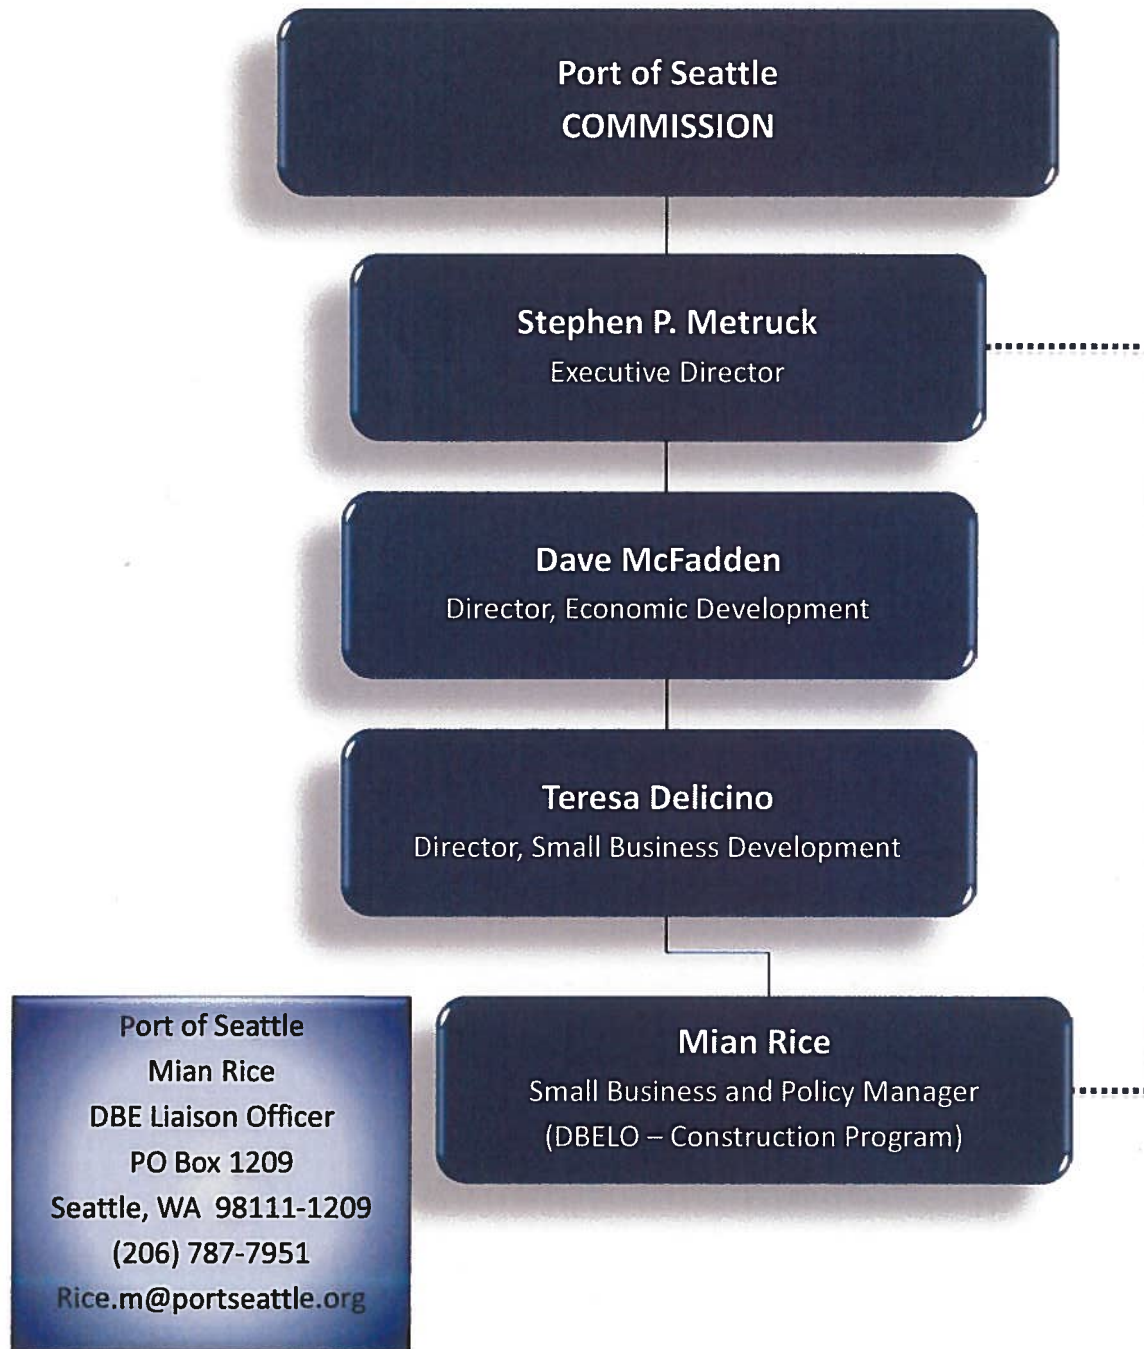 Port of Seattle
COMMISSION
Stephen P. Metruck
Executive Director
Dave McFadden
Director, Economic Development
Teresa Delicino
Director, Small Business Development
Mian Rice
Small Business and Policy Manager
(DBELO – Construction Program)
Port of Seattle
Mian Rice
DBE Liaison Officer
PO Box 1209
Seattle, WA 98111-1209
(206) 787-7951
Rice.m@portseattle.org